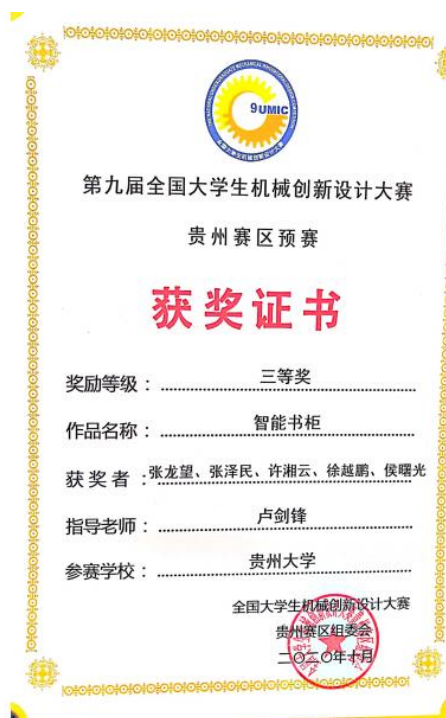 9UMIC
第九届全国大学生机械创新设计大赛
贵州赛区预赛
获奖证书
奖励等级：三等奖
作品名称：智能书柜
获奖者：张龙望、张泽民、许湘云、徐越鹏、侯曙光
指导老师：卢剑锋
参赛学校：贵州大学
全国大学生机械创新设计大赛
贵州赛区组委会
二〇二〇年十月